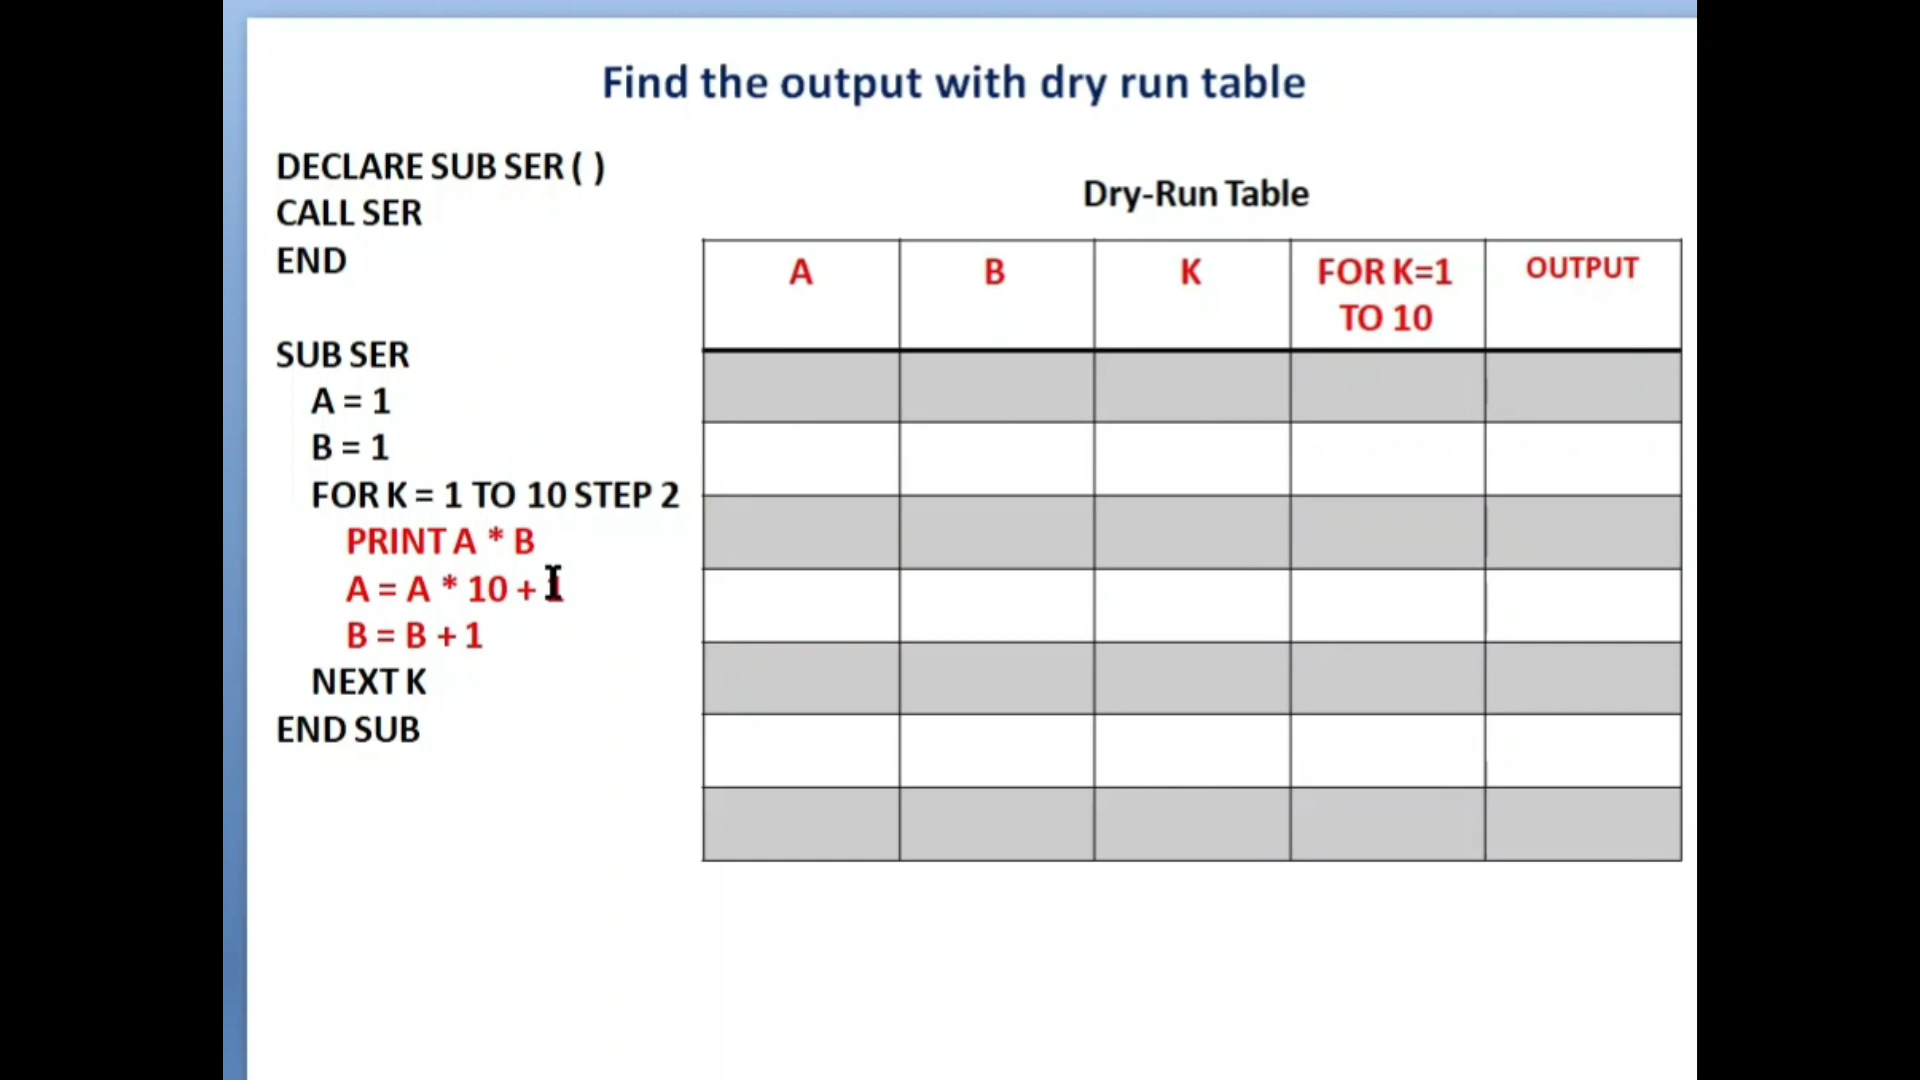 Find the output with dry run table
DECLARE SUB SER ( )
CALL SER
END
SUB SER
A = 1
B = 1
FOR K = 1 TO 10 STEP 2
PRINT A * B
A = A * 10 + 1
B = B + 1
NEXT K
END SUB
Dry-Run Table
A
B
K
FOR K=1
TO 10
OUTPUT